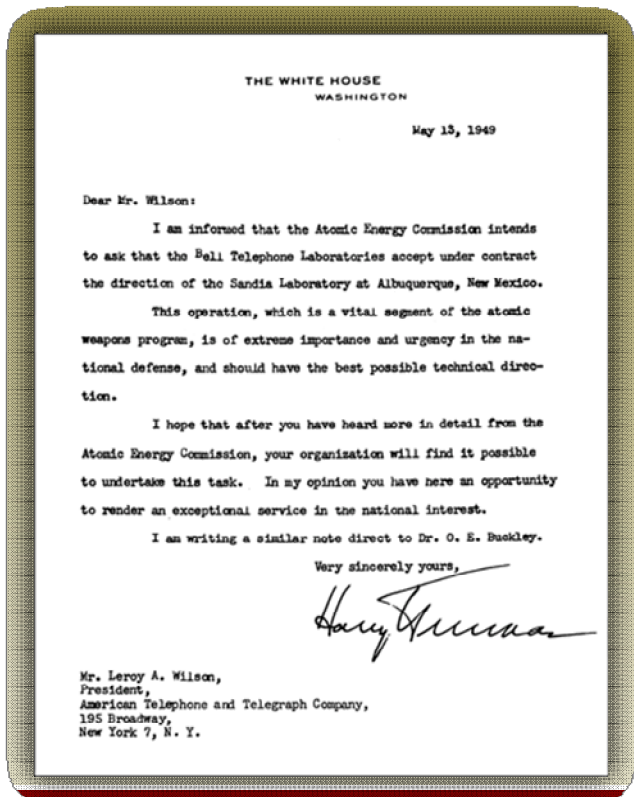 THE WHITE HOUSE
WASHINGTON
May 13, 1949
Dear Mr. Wilson:
I am informed that the Atomic Energy Commission intends
to ask that the Bell Telephone Laboratories accept under contract
the direction of the Sandia Laboratory at Albuquerque, New Mexico.
This operation, which is a vital segment of the atomic
weapons program, is of extreme importance and urgency in the na-
tional defense, and should have the best possible technical direc-
tion.
I hope that after you have heard more in detail from the
Atomic Energy Commission, your organization will find it possible
to undertake this task. In my opinion you have here an opportunity
to render an exceptional service in the national interest.
I am writing a similar note direct to Dr. O. E. Buckley.
Very sincerely yours,
Harry Truman
Mr. Leroy A. Wilson,
President,
American Telephone and Telegraph Company,
195 Broadway,
New York 7, N. Y.